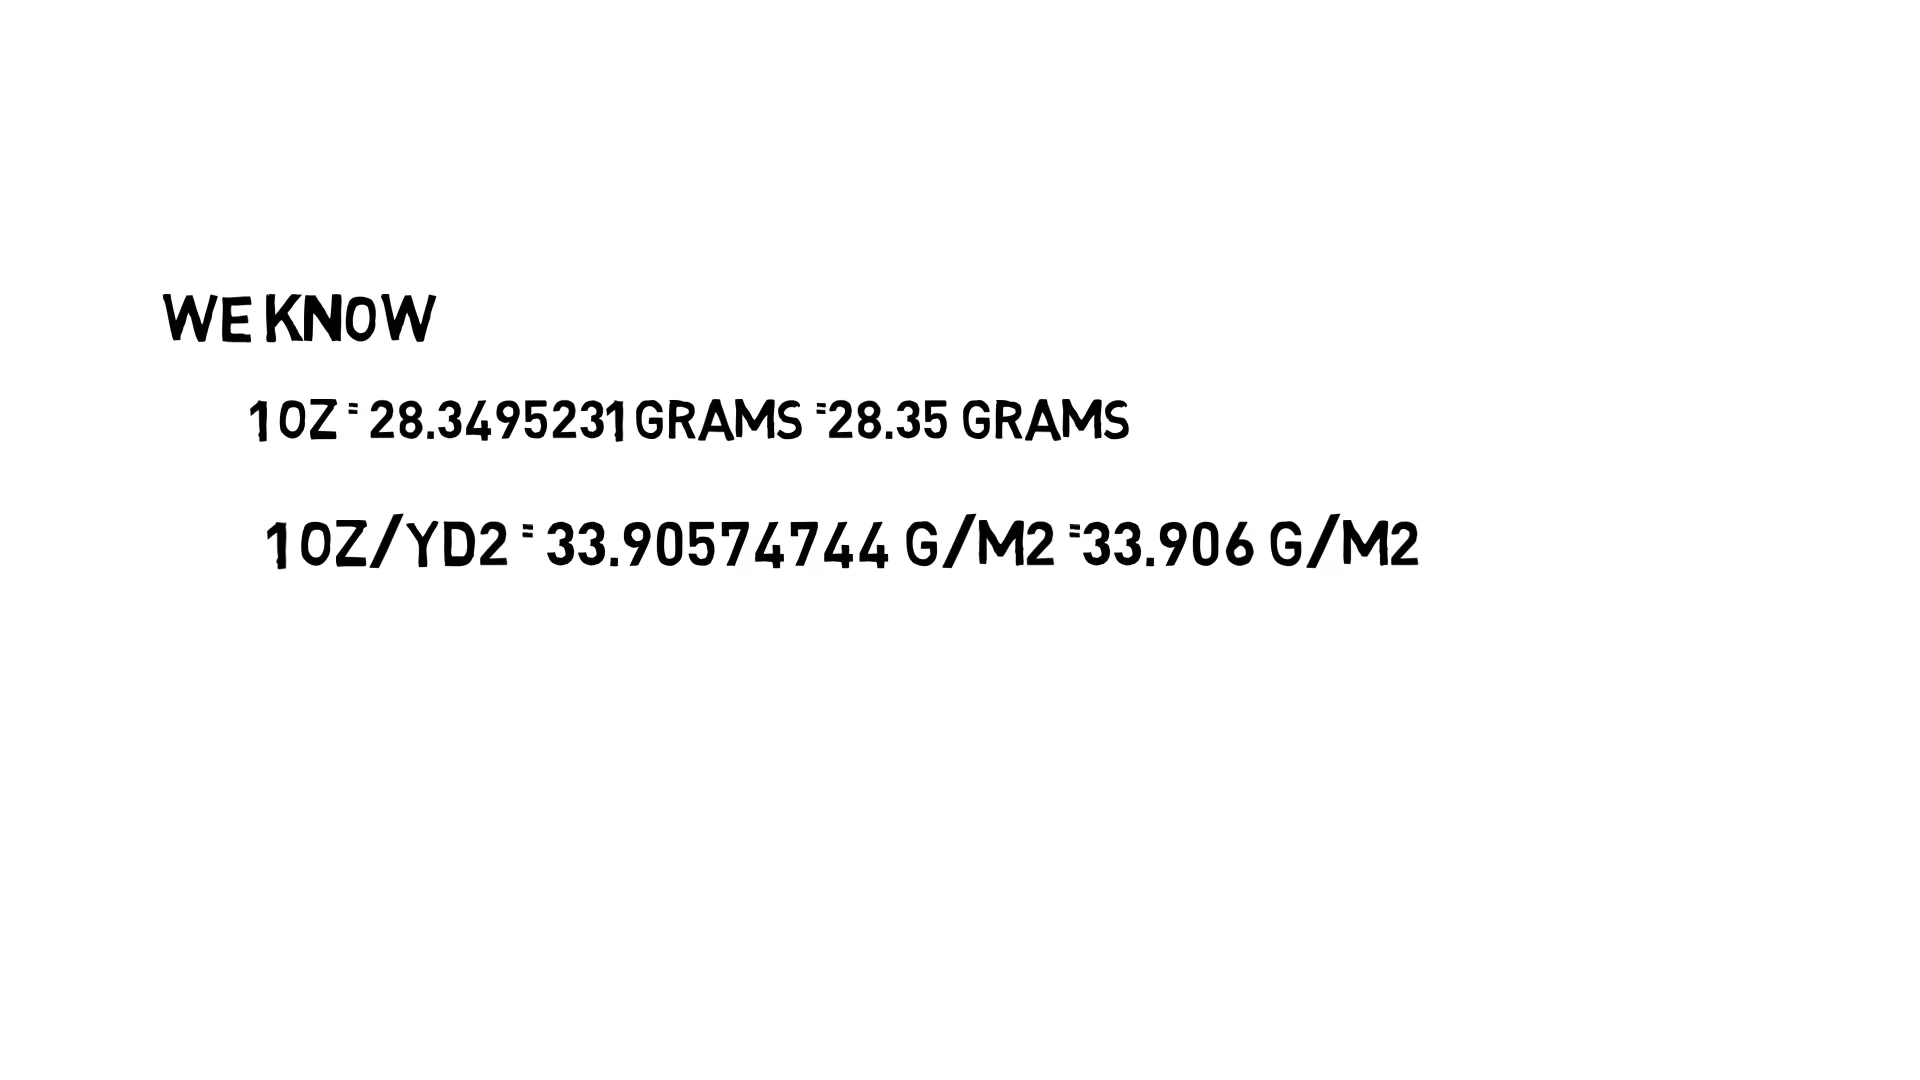 WE KNOW
1 OZ = 28.3495231 GRAMS =28.35 GRAMS
1 OZ/YD2 = 33.90574744 G/M2 =33.906 G/M2